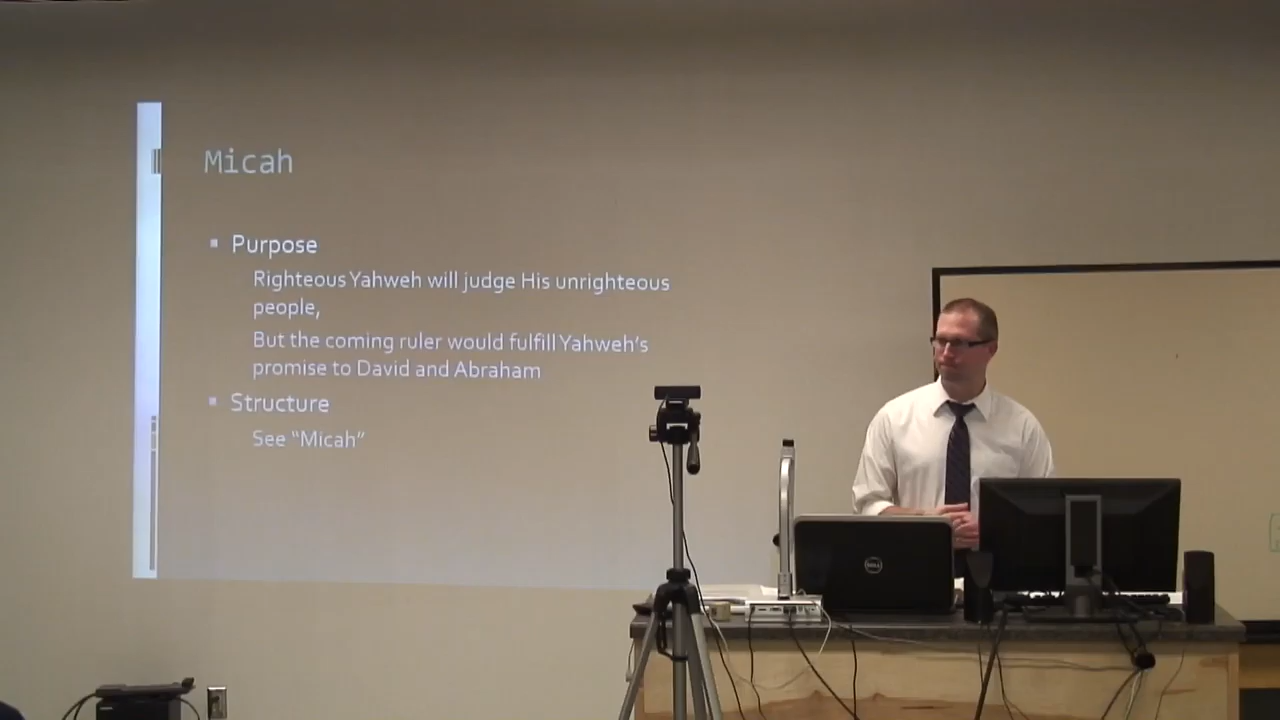 Micah
Purpose
Righteous Yahweh will judge His unrighteous
people,
But the coming ruler would fulfill Yahweh's
promise to David and Abraham
Structure
See "Micah"
DELL